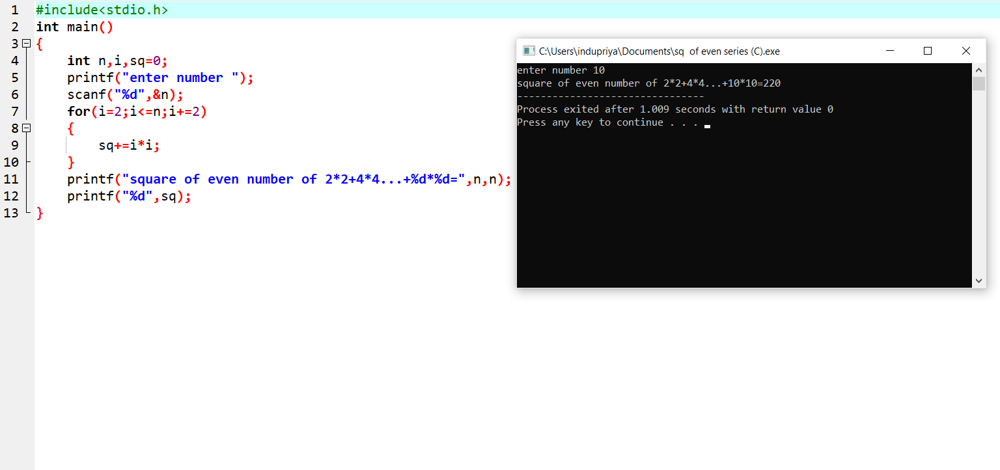 1 #include<stdio.h>
2 int main()
3 {
4 int n,i,sq=0;
5 printf("enter number ");
6 scanf("%d",&n);
7 for(i=2;i<=n;i+=2)
8 {
9 sq+=i*i;
10 }
11 printf("square of even number of 2*2+4*4...+%d*%d=",n,n);
12 printf("%d",sq);
13 }
C:\Users\indupriya\Documents\sq  of even series (C).exe
enter number 10
square of even number of 2*2+4*4...+10*10=220
--------------------------------
Process exited after 1.009 seconds with return value 0
Press any key to continue . . .